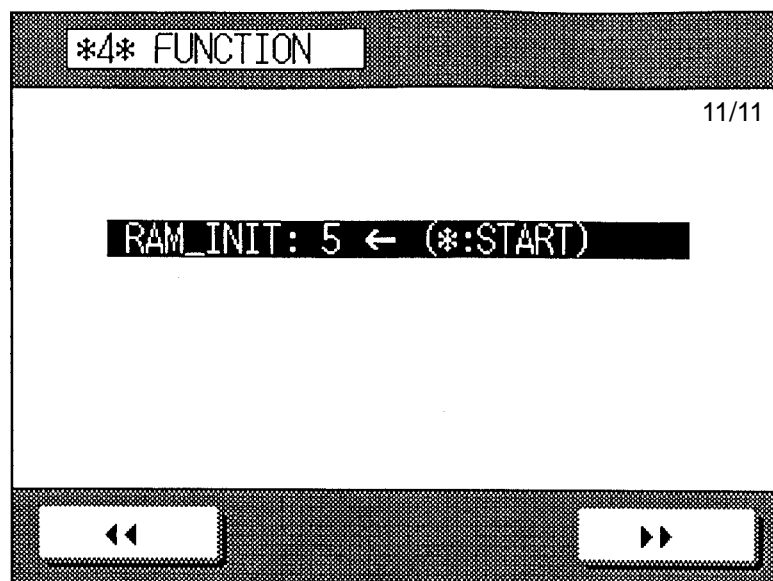 *4* FUNCTION
11/11
RAM_INIT: 5 ← (*:START)